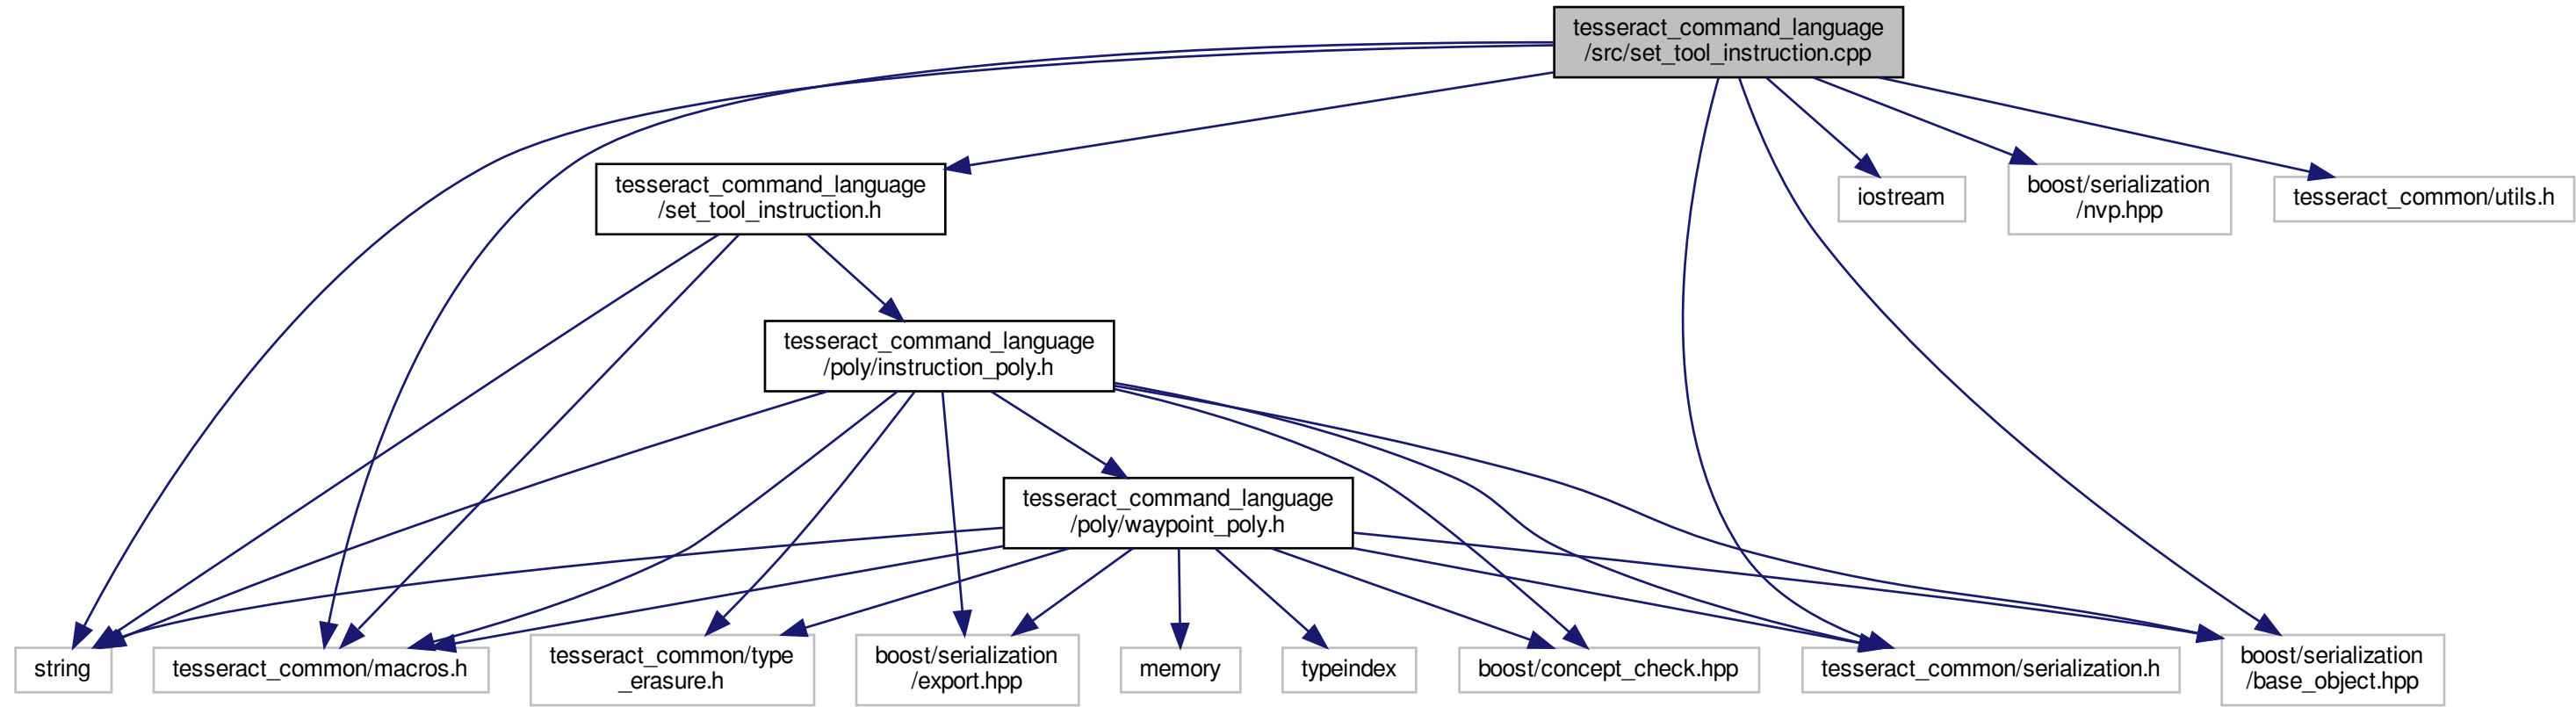 tesseract_command_language
/src/set_tool_instruction.cpp
tesseract_command_language
/set_tool_instruction.h
iostream
boost/serialization
/nvp.hpp
tesseract_common/utils.h
tesseract_command_language
/poly/instruction_poly.h
tesseract_command_language
/poly/waypoint_poly.h
string
tesseract_common/macros.h
tesseract_common/type
_erasure.h
boost/serialization
/export.hpp
memory
typeindex
boost/concept_check.hpp
tesseract_common/serialization.h
boost/serialization
/base_object.hpp